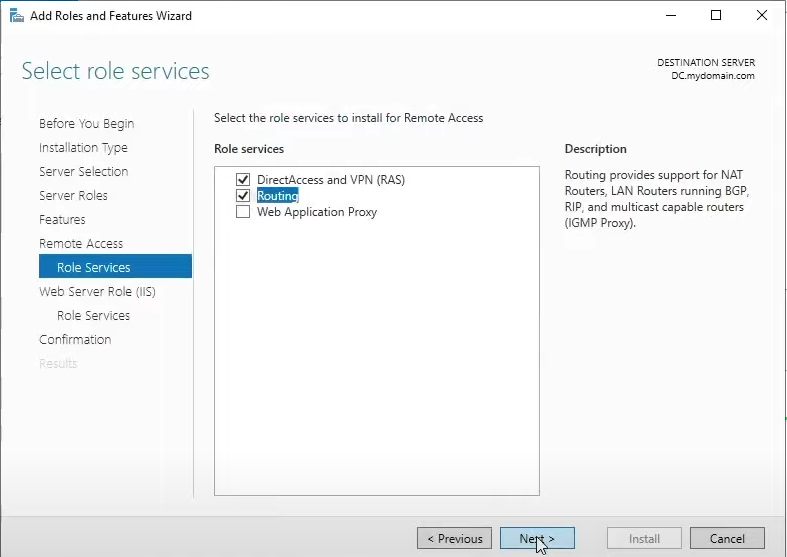 Add Roles and Features Wizard
Select role services
DESTINATION SERVER
DC.mydomain.com
Before You Begin
Installation Type
Server Selection
Server Roles
Features
Remote Access
Role Services
Web Server Role (IIS)
Role Services
Confirmation
Results
Select the role services to install for Remote Access
Role services
DirectAccess and VPN (RAS)
Routing
Web Application Proxy
Description
Routing provides support for NAT
Routers, LAN Routers running BGP,
RIP, and multicast capable routers
(IGMP Proxy).
< Previous
Next >
Install
Cancel